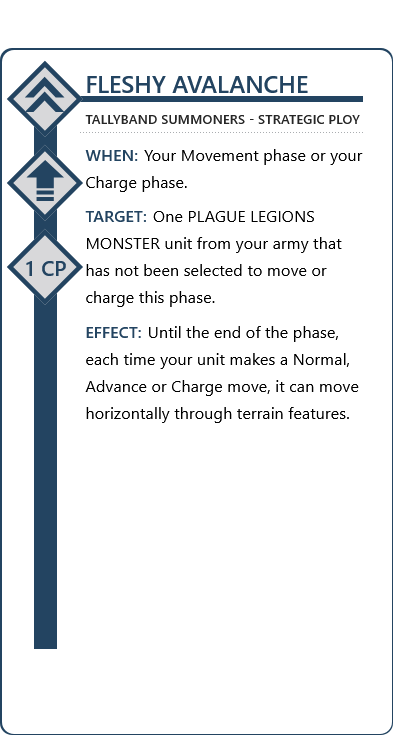 FLESHY AVALANCHE
TALLYBAND SUMMONERS - STRATEGIC PLOY
WHEN: Your Movement phase or your
Charge phase.
TARGET: One PLAGUE LEGIONS
MONSTER unit from your army that
has not been selected to move or
charge this phase.
1 CP
EFFECT: Until the end of the phase,
each time your unit makes a Normal,
Advance or Charge move, it can move
horizontally through terrain features.